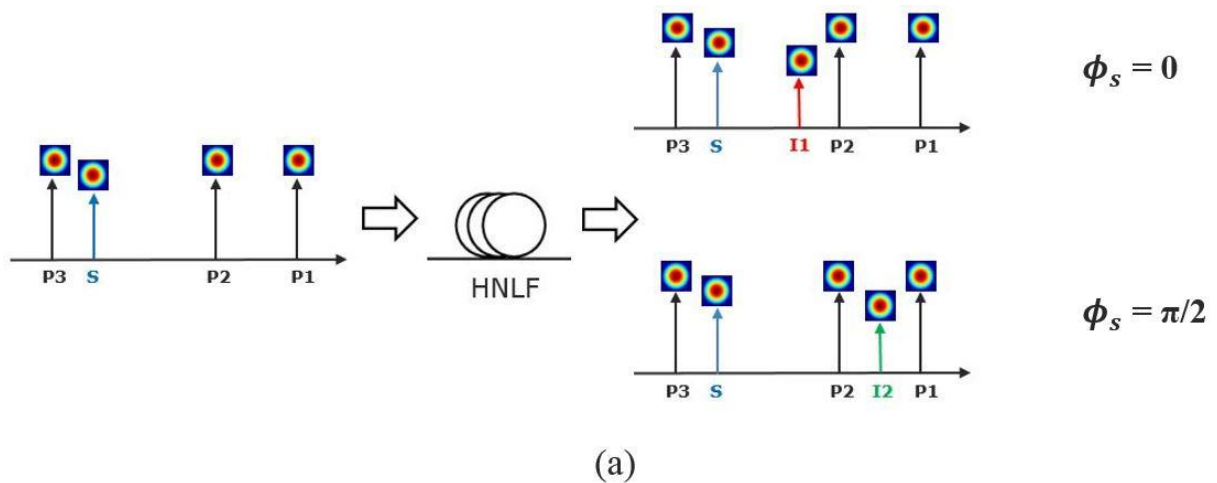 P3 S I1 P2 P1
ϕₛ = 0
P3 S P2 P1
HNLF
P3 S P2 I2 P1
ϕₛ = π/2
(a)